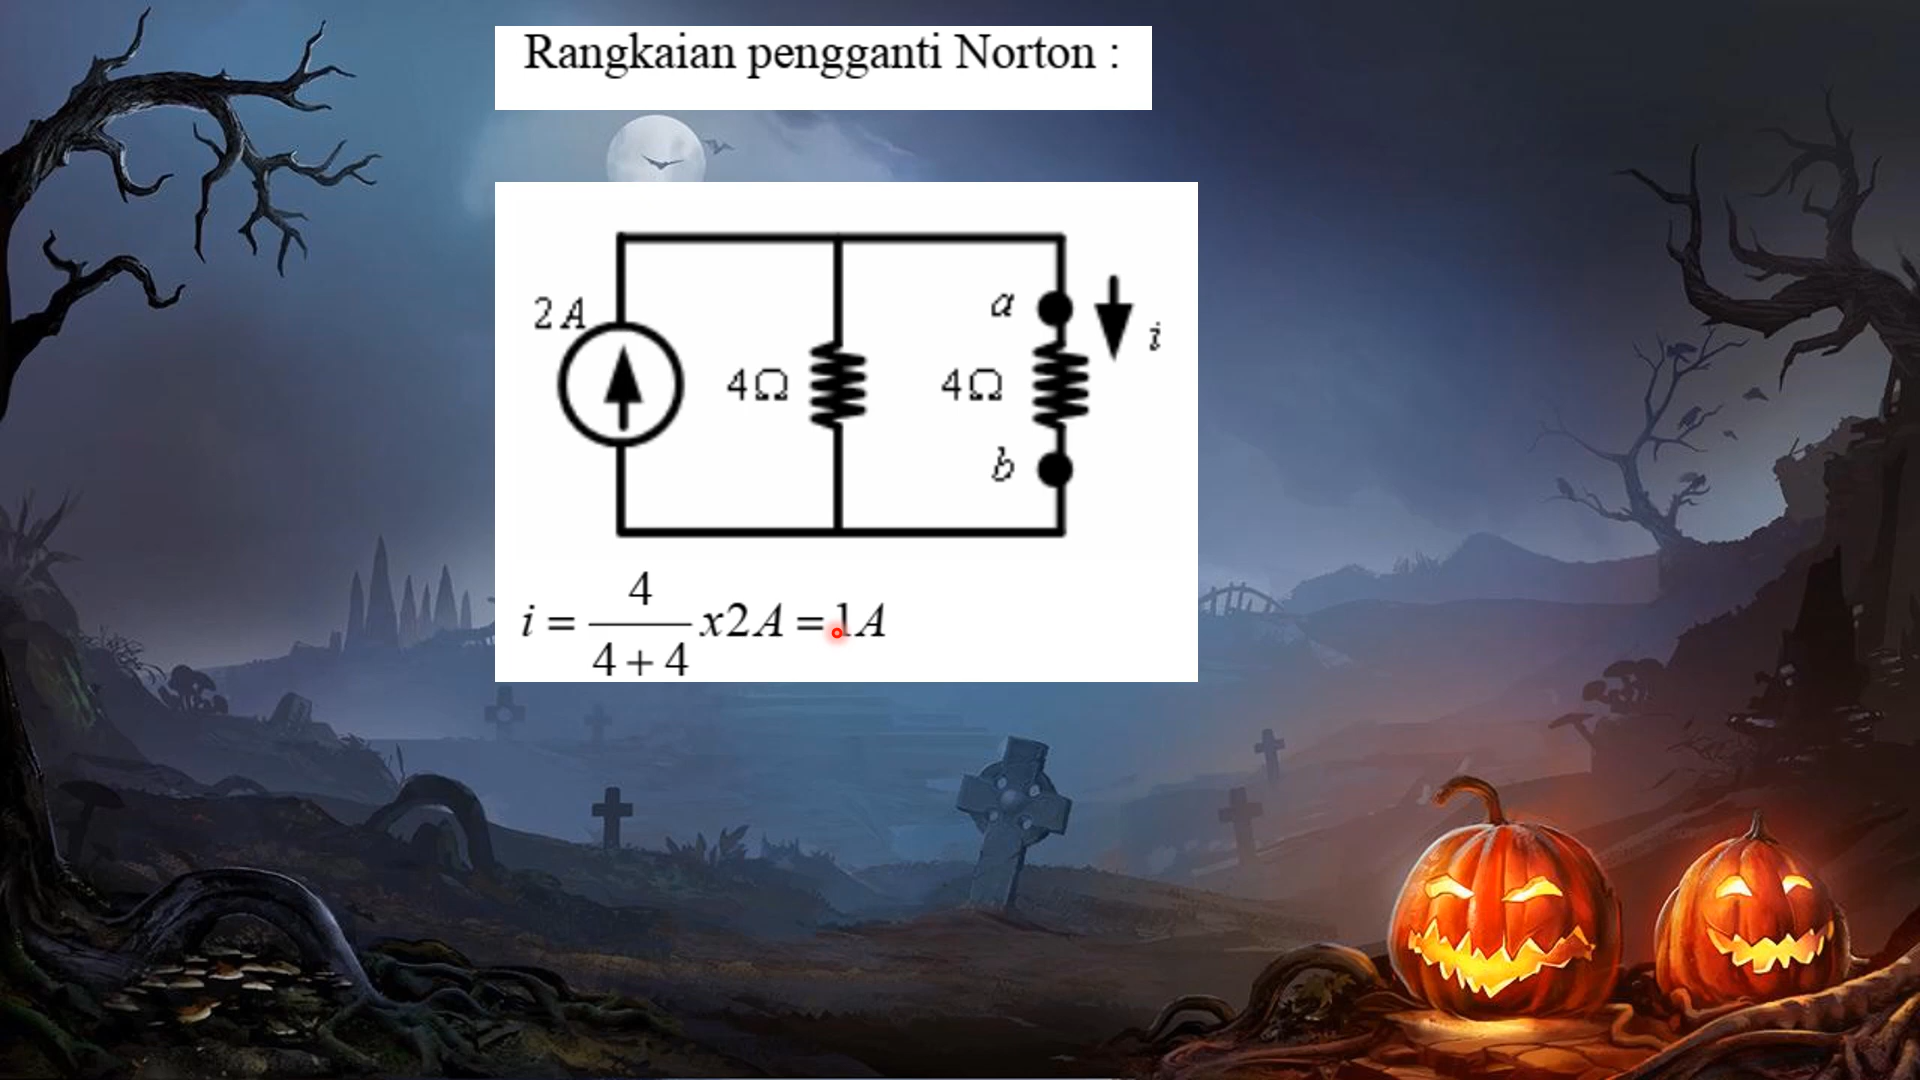 Rangkaian pengganti Norton :
2 A
a
i
4Ω
4Ω
b
i = 4 / 4 + 4 x2A = 1A